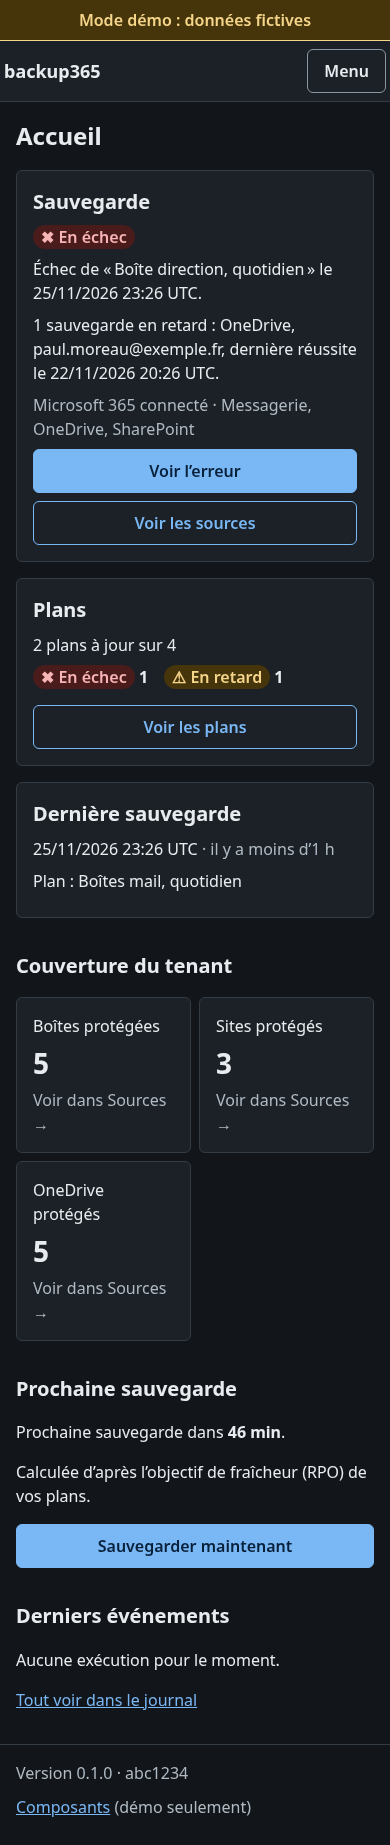 Mode démo : données fictives
backup365
Menu
Accueil
Sauvegarde
✖ En échec
Échec de « Boîte direction, quotidien » le
25/11/2026 23:26 UTC.
1 sauvegarde en retard : OneDrive,
paul.moreau@exemple.fr, dernière réussite
le 22/11/2026 20:26 UTC.
Microsoft 365 connecté · Messagerie,
OneDrive, SharePoint
Voir l’erreur
Voir les sources
Plans
2 plans à jour sur 4
✖ En échec 1 ⚠ En retard 1
Voir les plans
Dernière sauvegarde
25/11/2026 23:26 UTC · il y a moins d’1 h
Plan : Boîtes mail, quotidien
Couverture du tenant
Boîtes protégées
5
Voir dans Sources
→
Sites protégés
3
Voir dans Sources
→
OneDrive
protégés
5
Voir dans Sources
→
Prochaine sauvegarde
Prochaine sauvegarde dans 46 min.
Calculée d’après l’objectif de fraîcheur (RPO) de
vos plans.
Sauvegarder maintenant
Derniers événements
Aucune exécution pour le moment.
Tout voir dans le journal
Version 0.1.0 · abc1234
Composants (démo seulement)